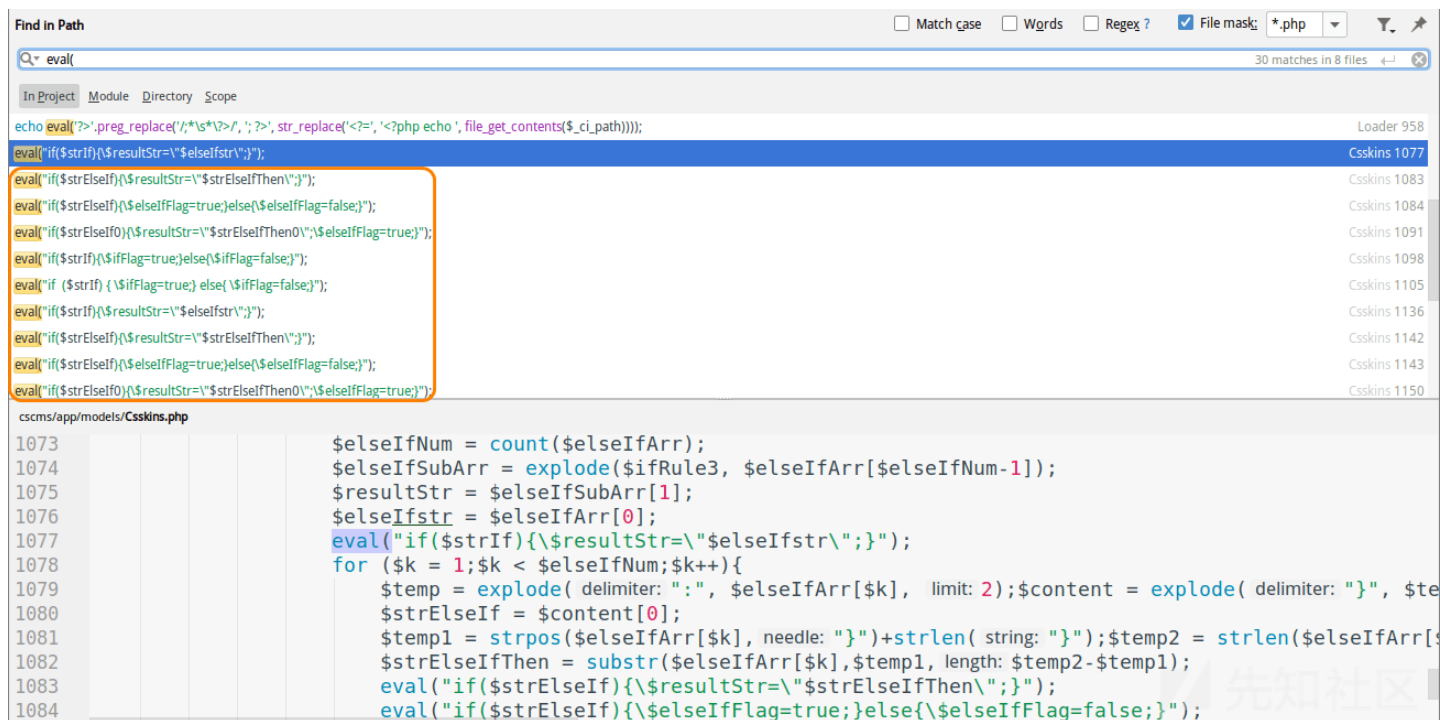 Find in Path Match case Words Regex ? File mask: *.php
eval( 30 matches in 8 files
In Project Module Directory Scope
echo eval('?>'.preg_replace('/;*\s*\?>/', '; ?>', str_replace('<?=', '<?php echo ', file_get_contents($_ci_path)))); Loader 958
eval("if($strIf){\$resultStr=\"$elseIfstr\";}"); Csskins 1077
eval("if($strElseIf){\$resultStr=\"$strElseIfThen\";}"); Csskins 1083
eval("if($strElseIf){\$elseIfFlag=true;}else{\$elseIfFlag=false;}"); Csskins 1084
eval("if($strElseIf0){\$resultStr=\"$strElseIfThen0\";\$elseIfFlag=true;}"); Csskins 1091
eval("if($strIf){\$ifFlag=true;}else{\$ifFlag=false;}"); Csskins 1098
eval("if ($strIf) { \$ifFlag=true;} else{ \$ifFlag=false;}"); Csskins 1105
eval("if($strIf){\$resultStr=\"$elseIfstr\";}"); Csskins 1136
eval("if($strElseIf){\$resultStr=\"$strElseIfThen\";}"); Csskins 1142
eval("if($strElseIf){\$elseIfFlag=true;}else{\$elseIfFlag=false;}"); Csskins 1143
eval("if($strElseIf0){\$resultStr=\"$strElseIfThen0\";\$elseIfFlag=true;}"); Csskins 1150
cscms/app/models/Csskins.php
1073 $elseIfNum = count($elseIfArr);
1074 $elseIfSubArr = explode($ifRule3, $elseIfArr[$elseIfNum-1]);
1075 $resultStr = $elseIfSubArr[1];
1076 $elseIfstr = $elseIfArr[0];
1077 eval("if($strIf){\$resultStr=\"$elseIfstr\";}");
1078 for ($k = 1;$k < $elseIfNum;$k++){
1079 $temp = explode( delimiter: ":", $elseIfArr[$k], limit: 2);$content = explode( delimiter: "}", $te
1080 $strElseIf = $content[0];
1081 $temp1 = strpos($elseIfArr[$k], needle: "}")+strlen( string: "}");$temp2 = strlen($elseIfArr[
1082 $strElseIfThen = substr($elseIfArr[$k],$temp1, length: $temp2-$temp1);
1083 eval("if($strElseIf){\$resultStr=\"$strElseIfThen\";}");
1084 eval("if($strElseIf){\$elseIfFlag=true;}else{\$elseIfFlag=false;}");
先知社区